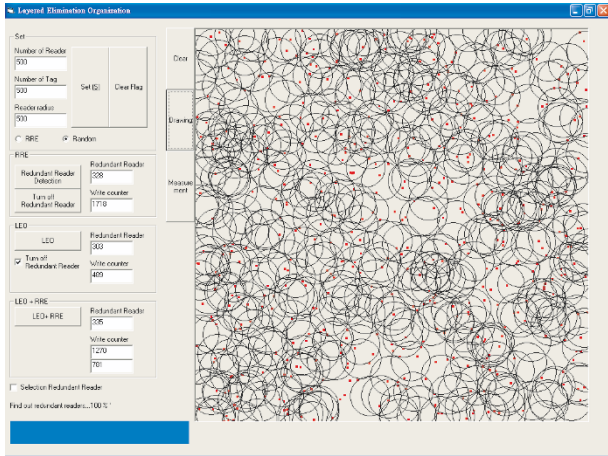 Layered Elimination Organization
Set
Number of Reader
500
Number of Tag
500
Reader radius
500
Set(S)
Clear Flag
RRE
Random
RRE
Redundant Reader
Detection
Turn off
Redundant Reader
Redundant Reader
328
Write counter
1718
LEO
LEO
Turn off
Redundant Reader
Redundant Reader
303
Write counter
489
LEO + RRE
LEO+ RRE
Redundant Reader
335
Write counter
1270
781
Selection Redundant Reader
Find out redundant readers...100 %
Clear
Drawing
Measure
ment